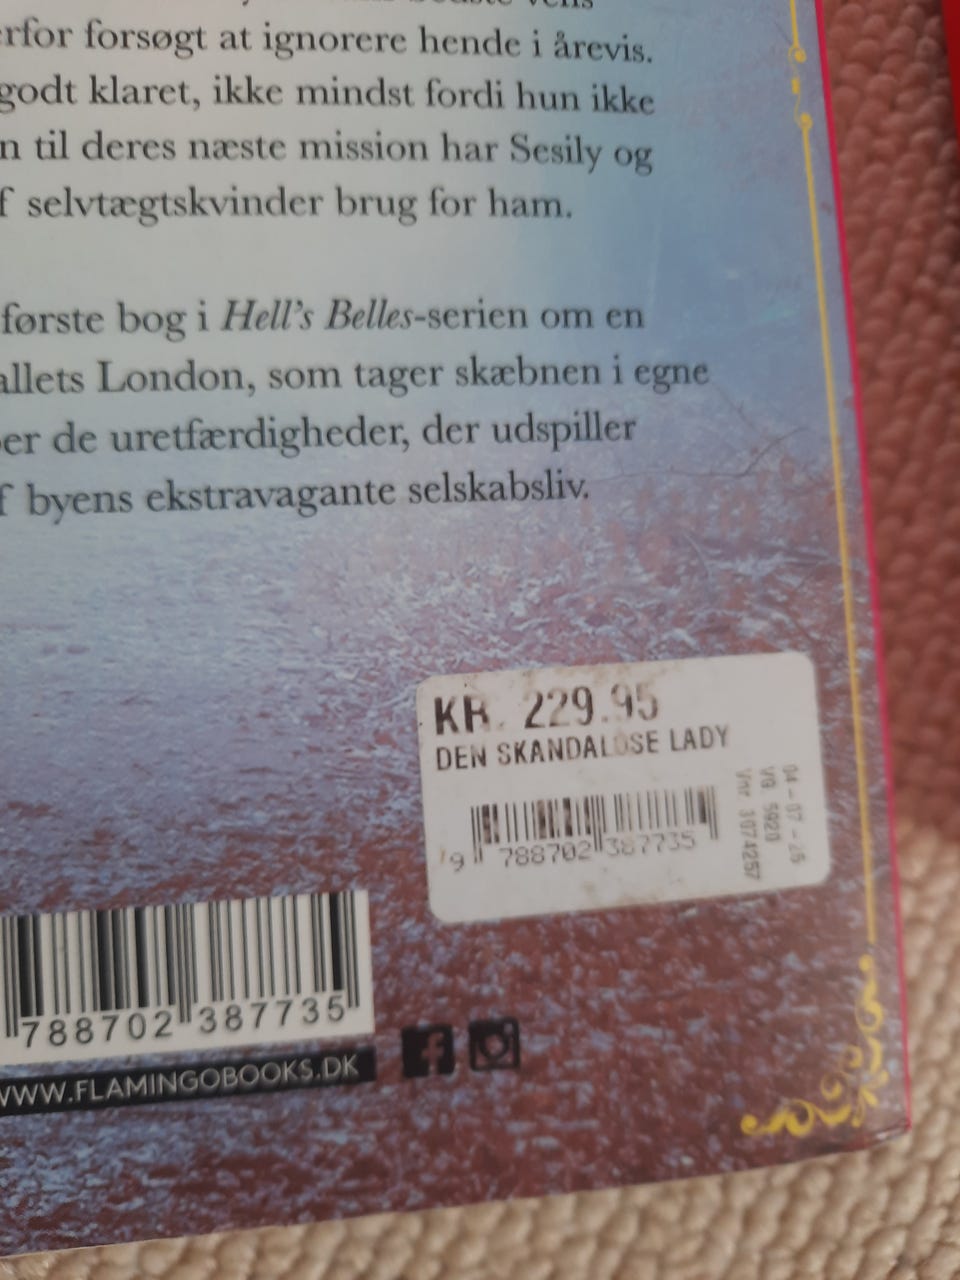 forsøgt at ignorere hende i årevis.
godt klaret, ikke mindst fordi hun ikke
til deres næste mission har Sesily og
selvtægtskvinder brug for ham.
første bog i Hell's Belles-serien om en
London, som tager skæbnen i egne
de uretfærdigheder, der udspiller
byens ekstravagante selskabsliv.
KR. 229.95
DEN SKANDALØSE LADY
9 788702 387735
04-07-25
VG 5920
Vnr 3074257
788702 387735
WWW.FLAMINGOBOOKS.DK